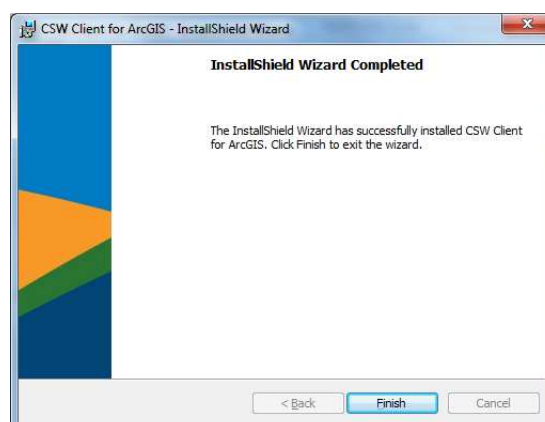 CSW Client for ArcGIS - InstallShield Wizard
InstallShield Wizard Completed
The InstallShield Wizard has successfully installed CSW Client
for ArcGIS. Click Finish to exit the wizard.
< Back Finish Cancel